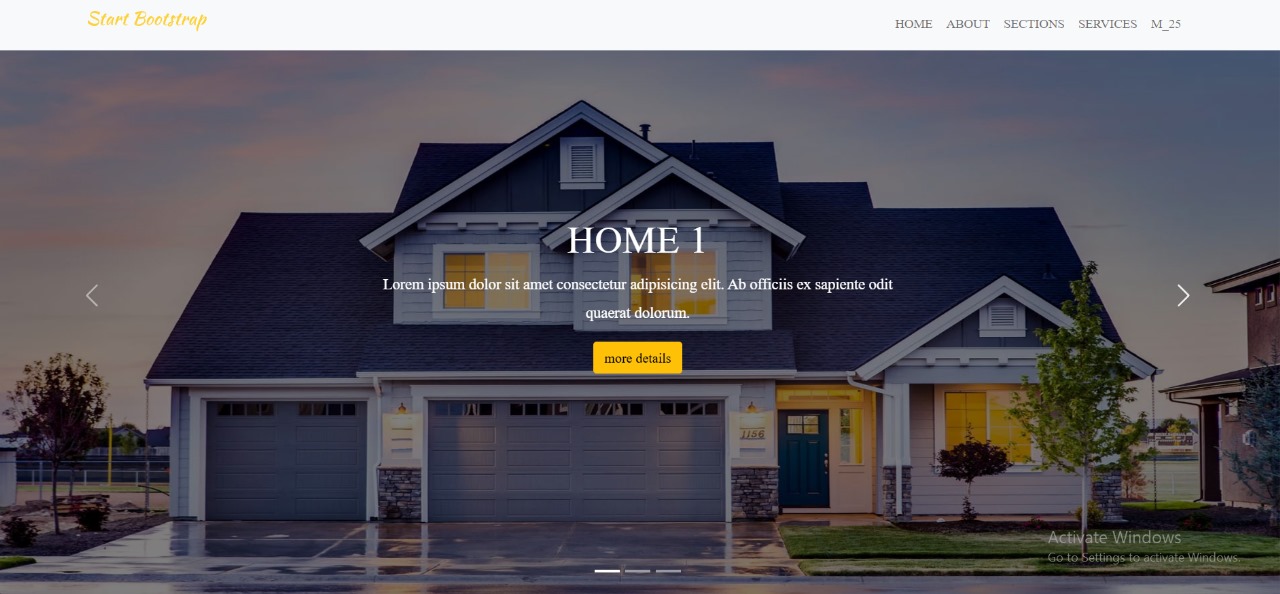 Start Bootstrap
HOME ABOUT SECTIONS SERVICES M_25
HOME 1
Lorem ipsum dolor sit amet consectetur adipisicing elit. Ab officiis ex sapiente odit
quaerat dolorum.
more details
1156
Activate Windows
Go to Settings to activate Windows.